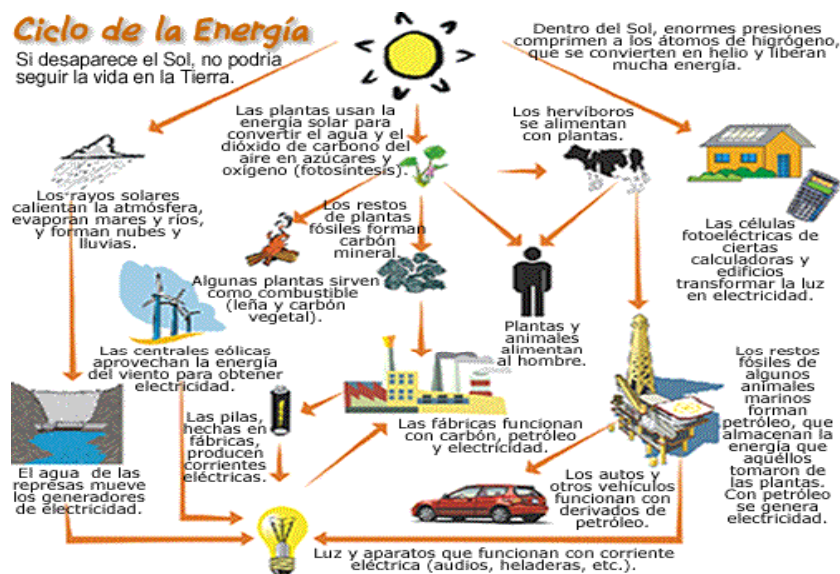 Ciclo de la Energía
Si desaparece el Sol, no podria
seguir la vida en la Tierra.
Dentro del Sol, enormes presiones
comprimen a los átomos de higrógeno,
que se convierten en helio y liberan
mucha energía.
Las plantas usan la
energía solar para
convertir el agua y el
dióxido de carbono del
aire en azúcares y
oxígeno (fotosíntesis).
Los hervíboros
se alimentan
con plantas.
Los rayos solares
calientan la atmósfera,
evaporan mares y ríos,
y forman nubes y
lluvias.
Los restos
de plantas
fósiles forman
carbón
mineral.
Las células
fotoeléctricas de
ciertas
calculadoras y
edificios
transformar la luz
en electricidad.
Algunas plantas sirven
como combustible
(leña y carbón
vegetal).
Plantas y
animales
alimentan
al hombre.
Las centrales eólicas
aprovechan la energía
del viento para obtener
electricidad.
Los restos
fósiles de
algunos
animales
marinos
forman
petróleo, que
almacenan la
energía que
aquéllos
tomaron de
las plantas.
Con petróleo
se genera
electricidad.
Las pilas,
hechas en
fábricas,
producen
corrientes
eléctricas.
Las fábricas funcionan
con carbón, petróleo
y electricidad.
El agua de las
represas mueve
los generadores
de electricidad.
Los autos y
otros vehículos
funcionan con
derivados de
petróleo.
Luz y aparatos que funcionan con corriente
eléctrica (audios, heladeras, etc.).